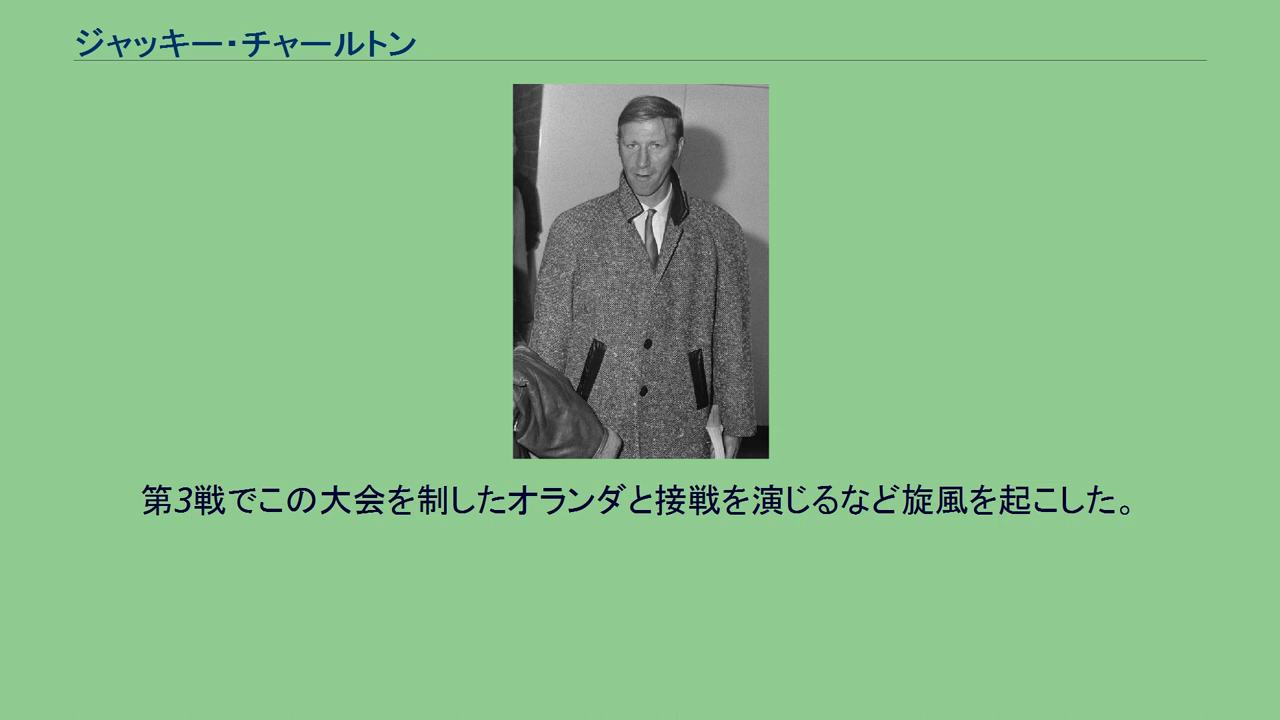 ジャッキー・チャールトン
第3戦でこの大会を制したオランダと接戦を演じるなど旋風を起こした。